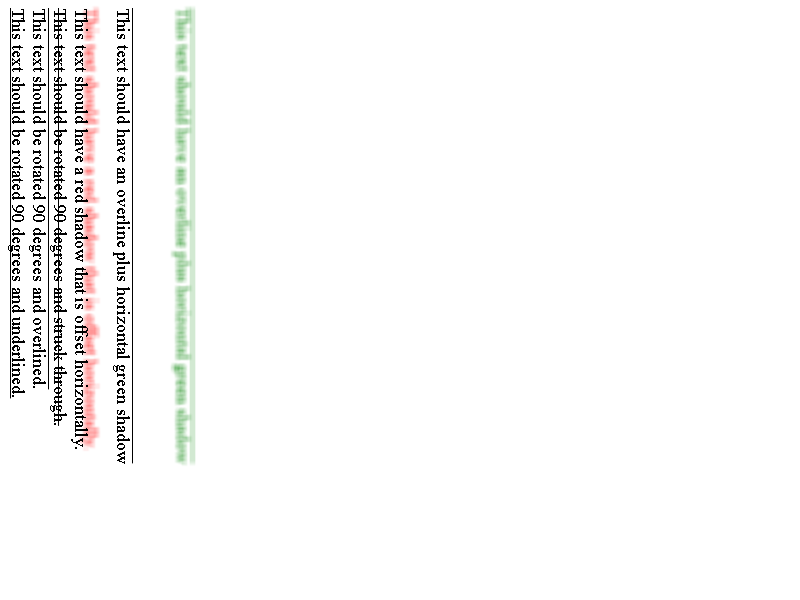 This text should be rotated 90 degrees and underlined.
This text should be rotated 90 degrees and overlined.
This text should be rotated 90 degrees and struck through.
This text should have a red shadow that is offset horizontally.
This text should have an overline plus horizontal green shadow